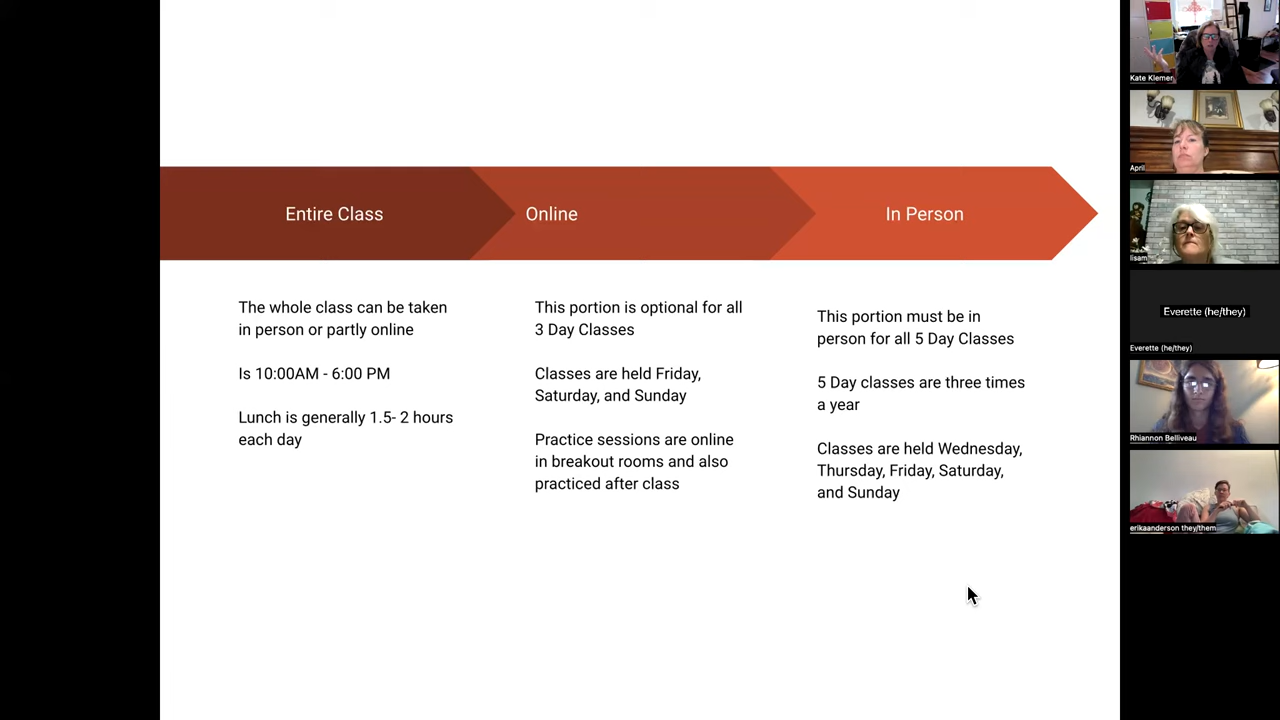 Entire Class
Online
In Person
The whole class can be taken
in person or partly online
Is 10:00AM - 6:00 PM
Lunch is generally 1.5- 2 hours
each day
This portion is optional for all
3 Day Classes
Classes are held Friday,
Saturday, and Sunday
Practice sessions are online
in breakout rooms and also
practiced after class
This portion must be in
person for all 5 Day Classes
5 Day classes are three times
a year
Classes are held Wednesday,
Thursday, Friday, Saturday,
and Sunday
Kate Klemer
April
lisam
Everette (he/they)
Everette (he/they)
Rhiannon Belliveau
erikaanderson they/them